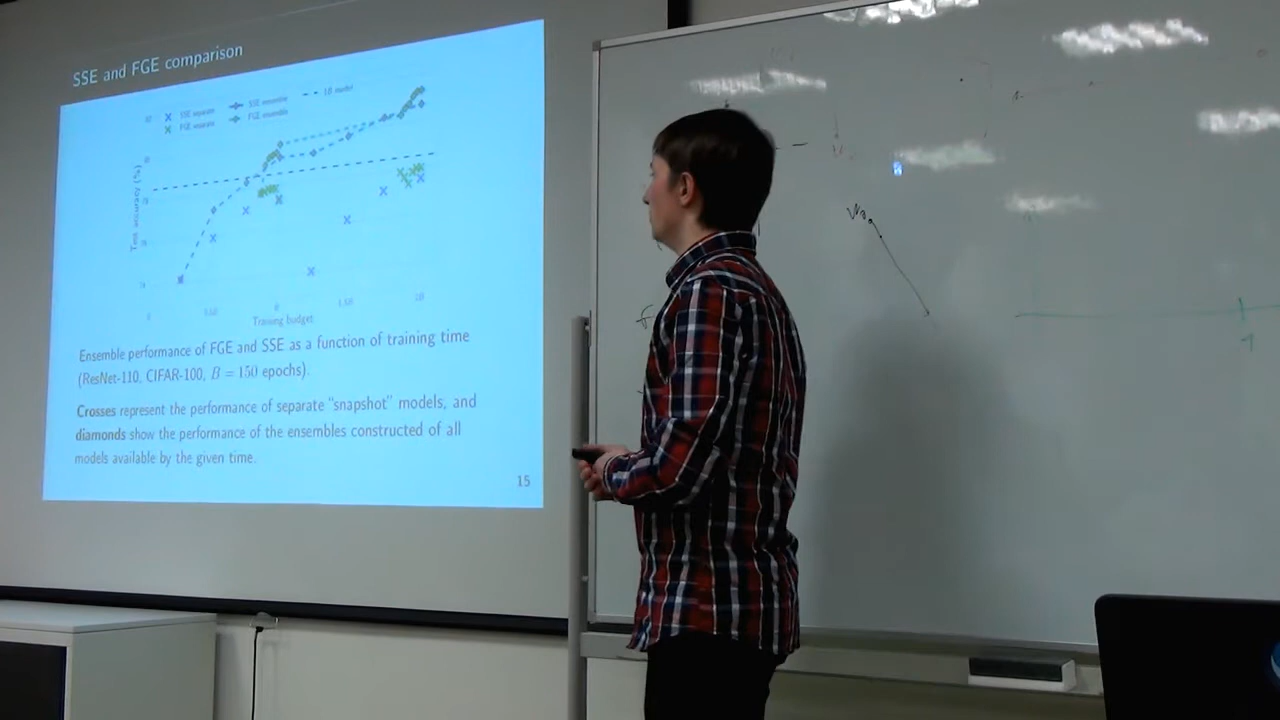 SSE and FGE comparison
SSE separate
SSE ensemble
1B model
FGE separate
FGE ensemble
Test accuracy (%)
Training budget
Ensemble performance of FGE and SSE as a function of training time
(ResNet-110, CIFAR-100, B = 150 epochs).
Crosses represent the performance of separate “snapshot” models, and
diamonds show the performance of the ensembles constructed of all
models available by the given time.
15
1